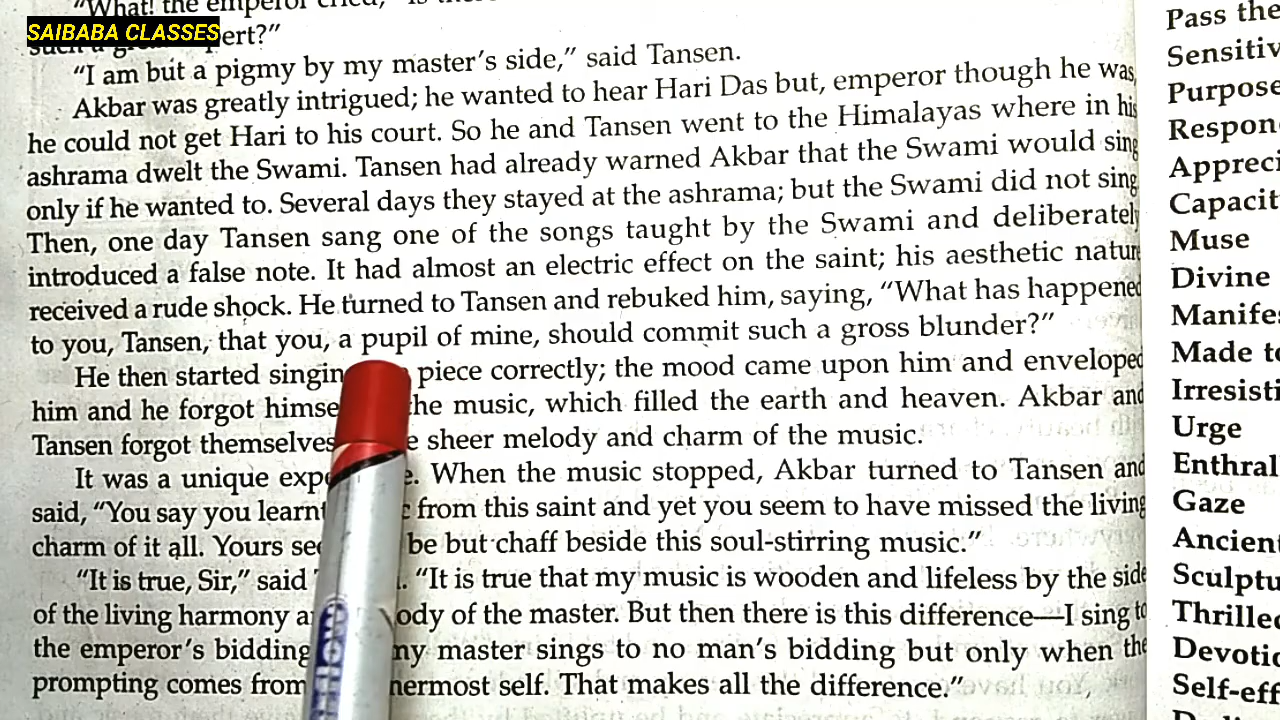 "What! the emperor cried,
SAIBABA CLASSES
such a pert?"
"I am but a pigmy by my master's side," said Tansen.
Akbar was greatly intrigued; he wanted to hear Hari Das but, emperor though he was,
he could not get Hari to his court. So he and Tansen went to the Himalayas where in his
ashrama dwelt the Swami. Tansen had already warned Akbar that the Swami would sing
only if he wanted to. Several days they stayed at the ashrama; but the Swami did not sing
Then, one day Tansen sang one of the songs taught by the Swami and deliberately
introduced a false note. It had almost an electric effect on the saint; his aesthetic natur
received a rude shock. He turned to Tansen and rebuked him, saying, "What has happened
to you, Tansen, that you, a pupil of mine, should commit such a gross blunder?"
He then started singin piece correctly; the mood came upon him and enveloped
him and he forgot himse the music, which filled the earth and heaven. Akbar and
Tansen forgot themselves e sheer melody and charm of the music.
It was a unique exp e. When the music stopped, Akbar turned to Tansen and
said, "You say you learnt from this saint and yet you seem to have missed the living
charm of it all. Yours se be but chaff beside this soul-stirring music."
"It is true, Sir," said "It is true that my music is wooden and lifeless by the side
of the living harmony a ody of the master. But then there is this difference—I sing to
the emperor's bidding my master sings to no man's bidding but only when the
prompting comes from nermost self. That makes all the difference."
Pass the
Sensitiv
Purpose
Respon
Appreci
Capacit
Muse
Divine
Manifes
Made to
Irresisti
Urge
Enthral
Gaze
Ancient
Sculptu
Thrilled
Devotio
Self-eff